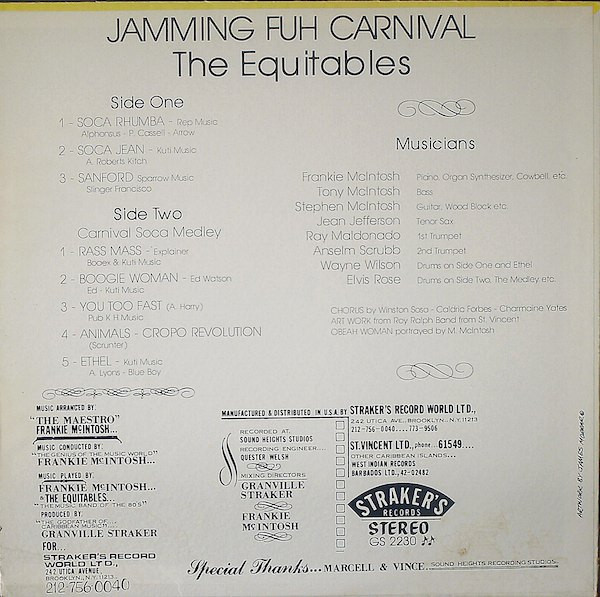 JAMMING FUH CARNIVAL
The Equitables
Side One
1 - SOCA RHUMBA - Rep Music
Alphonsus - P. Cassell - Arrow
2 - SOCA JEAN - Kuti Music
A. Roberts Kitch
3 - SANFORD Sparrow Music
Slinger Francisco
Side Two
Carnival Soca Medley
1 - RASS MASS - Explainer
Booex & Kuti Music
2 - BOOGIE WOMAN - Ed Watson
Ed - Kuti Music
3 - YOU TOO FAST (A. Harry)
Pub K H Music
4 - ANIMALS - CROPO REVOLUTION
(Scrunter)
5 - ETHEL - Kuti Music
A. Lyons - Blue Boy
Musicians
Frankie McIntosh Piano, Organ Synthesizer, Cowbell, etc.
Tony McIntosh Bass
Stephen McIntosh Guitar, Wood Block etc.
Jean Jefferson Tenor Sax
Ray Maldonado 1st Trumpet
Anselm Scrubb 2nd Trumpet
Wayne Wilson Drums on Side One and Ethel
Elvis Rose Drums on Side Two, The Medley etc.
CHORUS by Winston Soso - Caldria Forbes - Charmaine Yates
ART WORK from Roy Ralph Band from St. Vincent
OBEAH WOMAN portrayed by M. McIntosh
MUSIC ARRANGED BY:
"THE MAESTRO"
FRANKIE McINTOSH...
MUSIC CONDUCTED BY:
"THE GENIUS OF THE MUSIC WORLD"
FRANKIE McINTOSH...
MUSIC PLAYED BY:
FRANKIE McINTOSH...
& THE EQUITABLES...
"THE MUSIC BAND OF THE 80'S"
PRODUCED BY:
"THE GODFATHER OF...
CARIBBEAN MUSIC"....
GRANVILLE STRAKER
FOR...
STRAKER'S RECORD
WORLD LTD.,
242 UTICA AVENUE,
BROOKLYN, N.Y. 11213
212-756-0040
MANUFACTURED & DISTRIBUTED IN U.S.A. BY
RECORDED AT...
SOUND HEIGHTS STUDIOS
RECORDING ENGINEER...
QUESTER WELSH
MIXING DIRECTORS
GRANVILLE
STRAKER
FRANKIE
McINTOSH
STRAKER'S RECORD WORLD LTD.,
242 UTICA AVE., BROOKLYN, N.Y. 11213
212-756-0040....773-9506
ST. VINCENT LTD., phone... 61549....
OTHER CARIBBEAN ISLANDS...
WEST INDIAN RECORDS
BARBADOS LTD., 42-02482
STRAKER'S
RECORDS
STEREO
GS 2230
Special Thanks... MARCELL & VINCE, SOUND HEIGHTS RECORDING STUDIOS.
ARTWORK BY JAMES